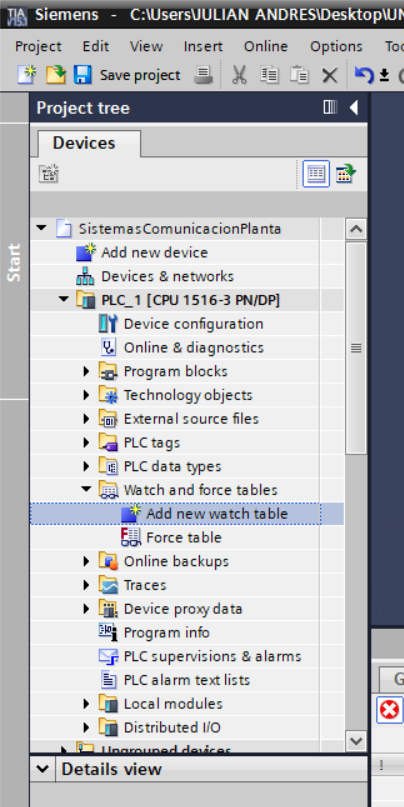 TIA V15 Siemens - C:\Users\JULIAN ANDRES\Desktop\UN
Project Edit View Insert Online Options Too
Save project
Project tree
Devices
Start
SistemasComunicacionPlanta
Add new device
Devices & networks
PLC_1 [CPU 1516-3 PN/DP]
Device configuration
Online & diagnostics
Program blocks
Technology objects
External source files
PLC tags
PLC data types
Watch and force tables
Add new watch table
Force table
Online backups
Traces
Device proxy data
Program info
PLC supervisions & alarms
PLC alarm text lists
Local modules
Distributed I/O
Ungrouped devices
Details view
G
!